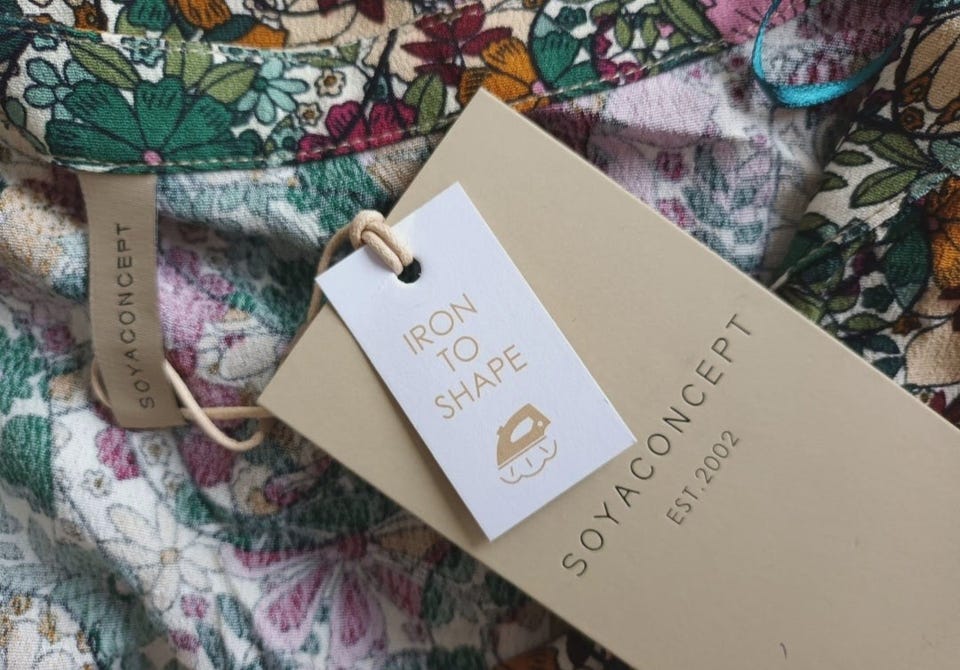 SOYACONCEPT
IRON
TO
SHAPE
SOYACONCEPT
EST.2002